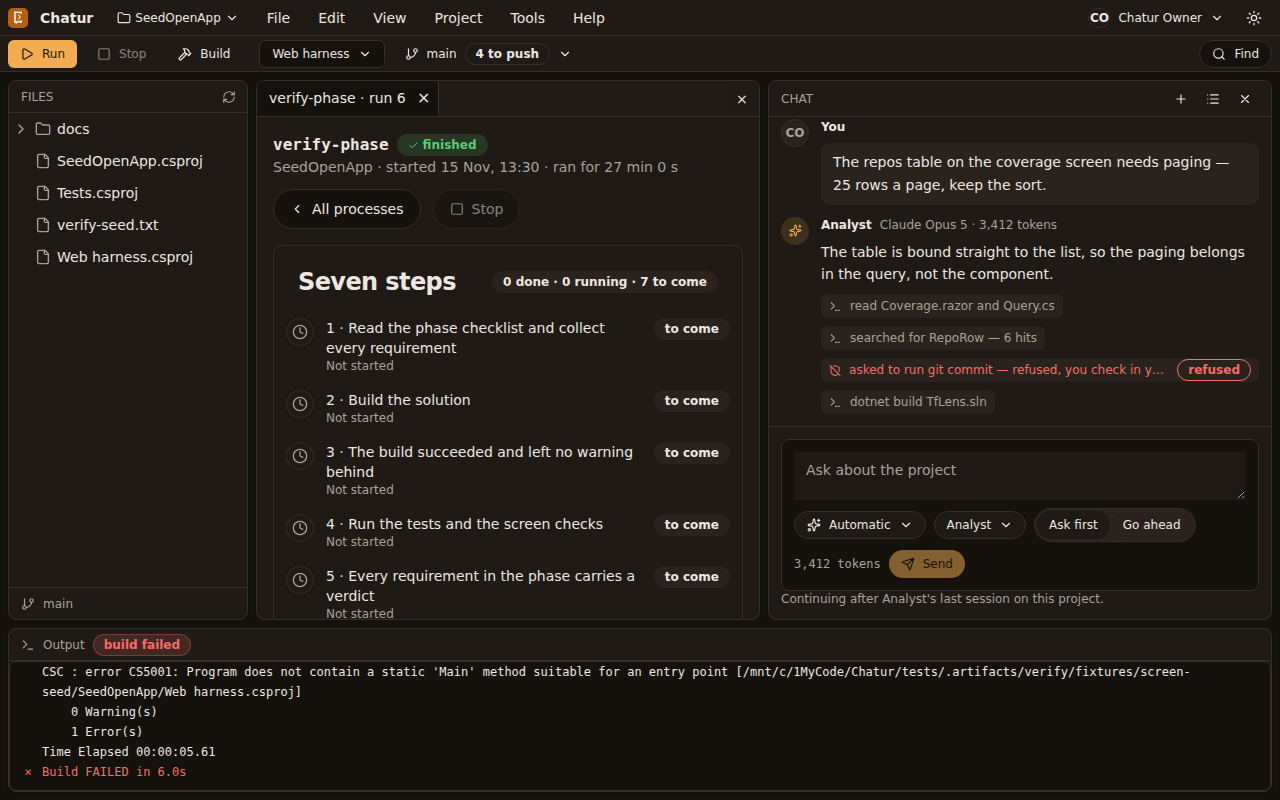 Chatur
SeedOpenApp
File Edit View Project Tools Help
CO Chatur Owner
Run Stop Build Web harness main 4 to push Find
FILES
docs
SeedOpenApp.csproj
Tests.csproj
verify-seed.txt
Web harness.csproj
main
verify-phase · run 6
verify-phase finished
SeedOpenApp · started 15 Nov, 13:30 · ran for 27 min 0 s
All processes Stop
Seven steps 0 done · 0 running · 7 to come
1 · Read the phase checklist and collect to come
every requirement
Not started
2 · Build the solution to come
Not started
3 · The build succeeded and left no warning to come
behind
Not started
4 · Run the tests and the screen checks to come
Not started
5 · Every requirement in the phase carries a to come
verdict
Not started
CHAT
CO You
The repos table on the coverage screen needs paging —
25 rows a page, keep the sort.
Analyst Claude Opus 5 · 3,412 tokens
The table is bound straight to the list, so the paging belongs
in the query, not the component.
read Coverage.razor and Query.cs
searched for RepoRow — 6 hits
asked to run git commit — refused, you check in y… refused
dotnet build TfLens.sln
Ask about the project
Automatic Analyst Ask first Go ahead
3,412 tokens Send
Continuing after Analyst's last session on this project.
Output build failed
CSC : error CS5001: Program does not contain a static 'Main' method suitable for an entry point [/mnt/c/1MyCode/Chatur/tests/.artifacts/verify/fixtures/screen-
seed/SeedOpenApp/Web harness.csproj]
0 Warning(s)
1 Error(s)
Time Elapsed 00:00:05.61
× Build FAILED in 6.0s